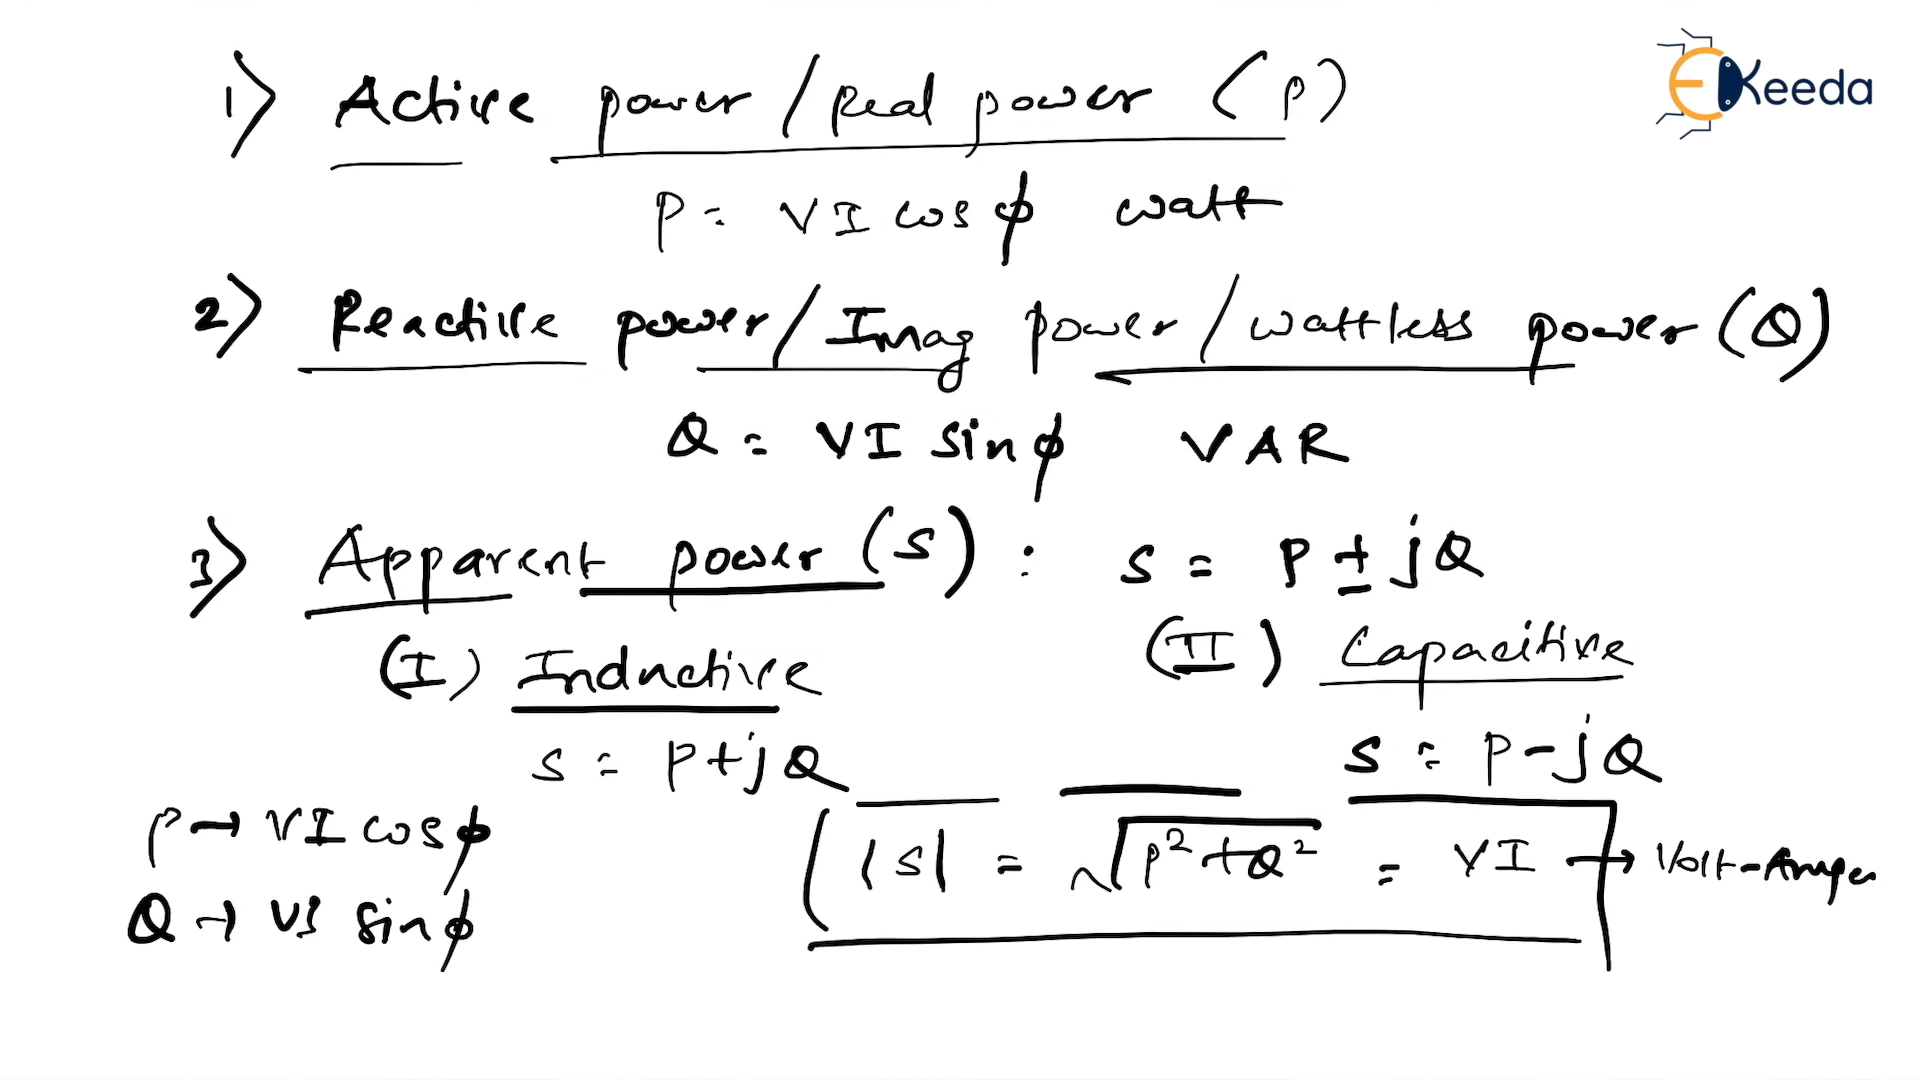 EKeeda
1) Active power / Real power (P)
P = VI cos ϕ watt
2) Reactive power / Imag power / wattless power (Q)
Q = VI sin ϕ VAR
3) Apparent power (S) : S = P ± jQ
(I) Inductive (II) Capacitive
S = P + jQ S = P - jQ
P → VI cos ϕ
|S| = √P² + Q² = VI → Volt-Amper
Q → VI sin ϕ